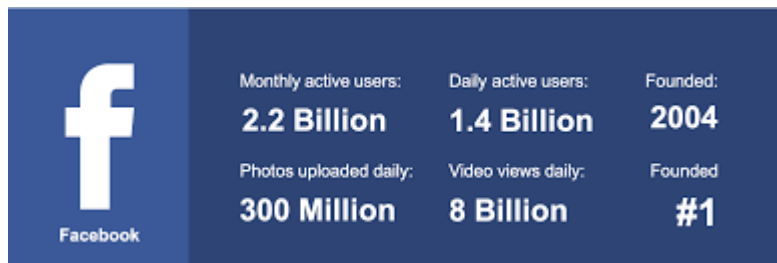 Monthly active users: Daily active users: Founded:
2.2 Billion 1.4 Billion 2004
Photos uploaded daily: Video views daily: Founded
300 Million 8 Billion #1
Facebook